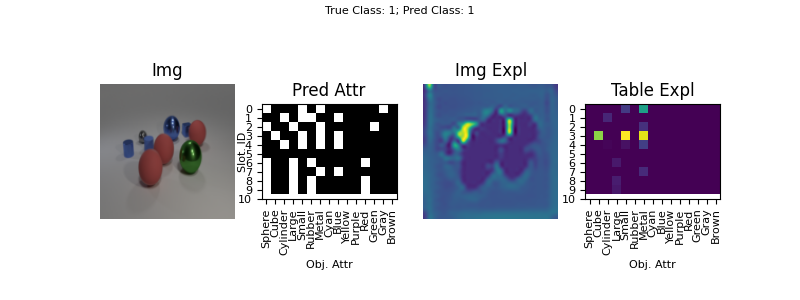 True Class: 1; Pred Class: 1
Img
Pred Attr
Img Expl
Table Expl
Slot. ID
0
1
2
3
4
5
6
7
8
9
10
Sphere
Cube
Cylinder
Large
Small
Rubber
Metal
Cyan
Blue
Yellow
Purple
Red
Green
Gray
Brown
Obj. Attr
0
1
2
3
4
5
6
7
8
9
10
Sphere
Cube
Cylinder
Large
Small
Rubber
Metal
Cyan
Blue
Yellow
Purple
Red
Green
Gray
Brown
Obj. Attr